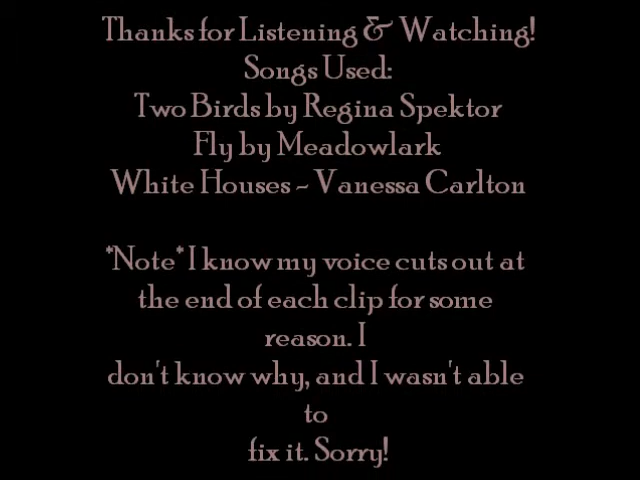 Thanks for Listening & Watching!
Songs Used:
Two Birds by Regina Spektor
Fly by Meadowlark
White Houses ~ Vanessa Carlton
*Note* I know my voice cuts out at
the end of each clip for some
reason. I
don't know why, and I wasn't able
to
fix it. Sorry!